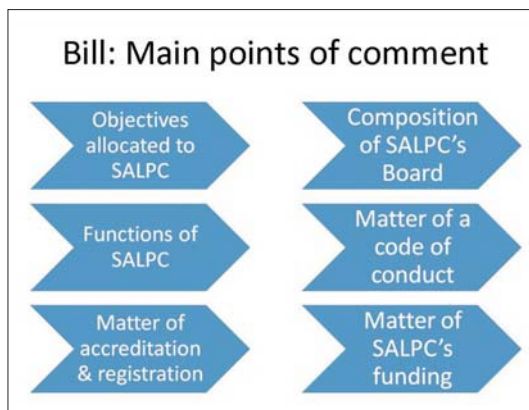 Bill: Main points of comment
Objectives
allocated to
SALPC
Composition
of SALPC's
Board
Functions of
SALPC
Matter of a
code of
conduct
Matter of
accreditation
& registration
Matter of
SALPC's
funding